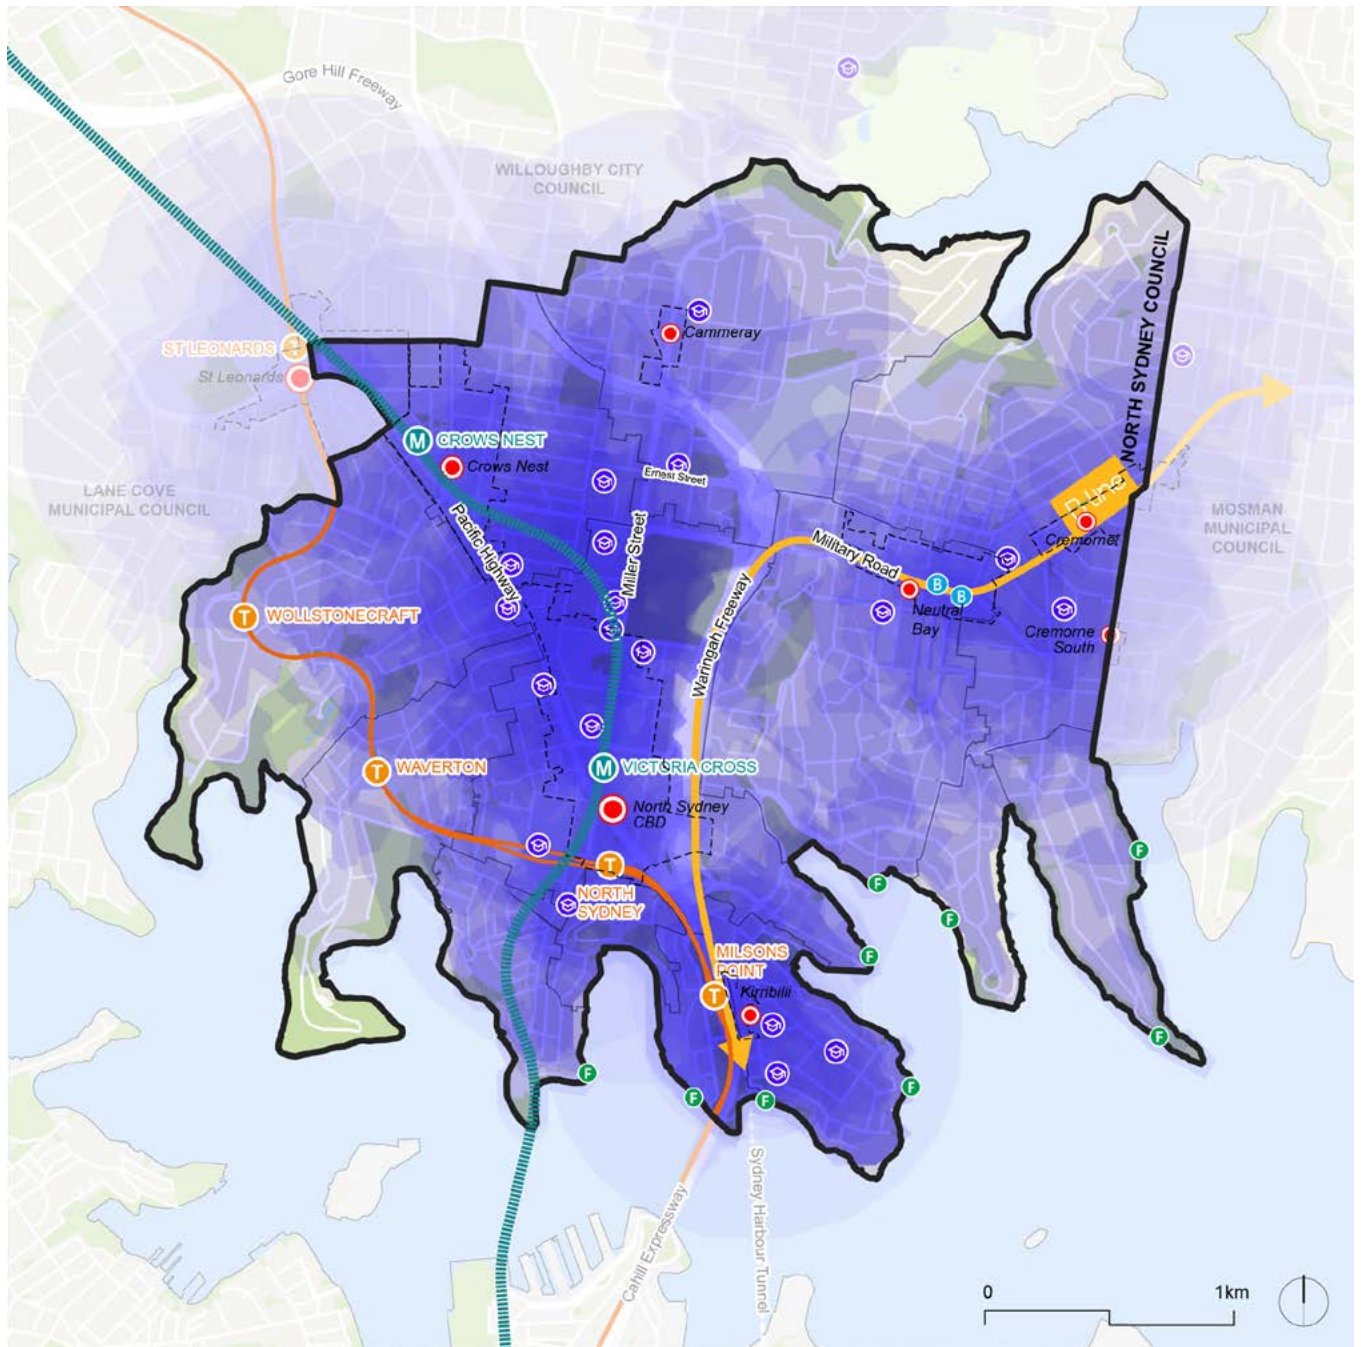 Gore Hill Freeway
WILLOUGHBY CITY
COUNCIL
NORTH SYDNEY COUNCIL
Cammeray
ST LEONARDS
T
St Leonards
M
CROWS NEST
Crows Nest
Ernest Street
LANE COVE
MUNICIPAL COUNCIL
Pacific Highway
Miller Street
B-Line
MOSMAN
MUNICIPAL
COUNCIL
Cremorne
Military Road
B
B
Neutral
Bay
Cremorne
South
Warringah Freeway
T
WOLLSTONECRAFT
T
WAVERTON
M
VICTORIA CROSS
North Sydney
CBD
T
NORTH
SYDNEY
F
F
F
F
MILSONS
POINT
T
Kirribilli
F
F
F
F
F
Cahill Expressway
Sydney Harbour Tunnel
0
1km